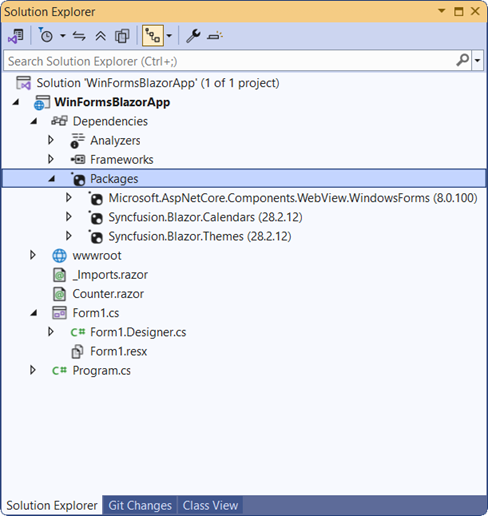 Solution Explorer
Search Solution Explorer (Ctrl+;)
Solution 'WinFormsBlazorApp' (1 of 1 project)
WinFormsBlazorApp
Dependencies
Analyzers
Frameworks
Packages
Microsoft.AspNetCore.Components.WebView.WindowsForms (8.0.100)
Syncfusion.Blazor.Calendars (28.2.12)
Syncfusion.Blazor.Themes (28.2.12)
wwwroot
_Imports.razor
Counter.razor
Form1.cs
C# Form1.Designer.cs
Form1.resx
C# Program.cs
Solution Explorer Git Changes Class View